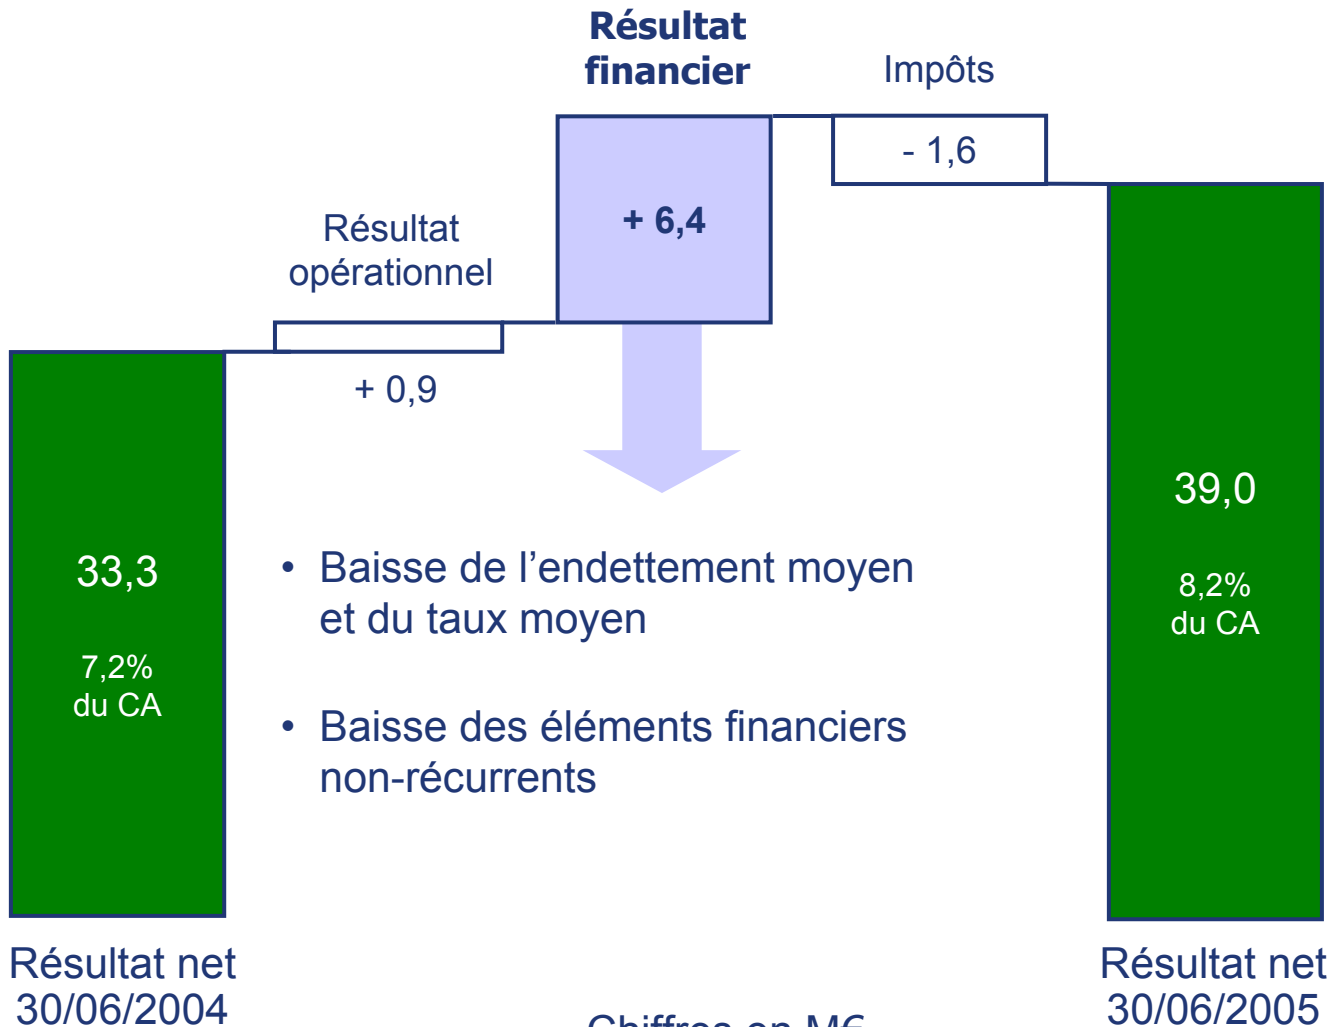 Résultat
financier
Impôts
- 1,6
+ 6,4
Résultat
opérationnel
+ 0,9
33,3
7,2%
du CA
39,0
8,2%
du CA
• Baisse de l’endettement moyen
et du taux moyen
• Baisse des éléments financiers
non-récurrents
Résultat net
30/06/2004
Résultat net
30/06/2005
Chiffres en M€